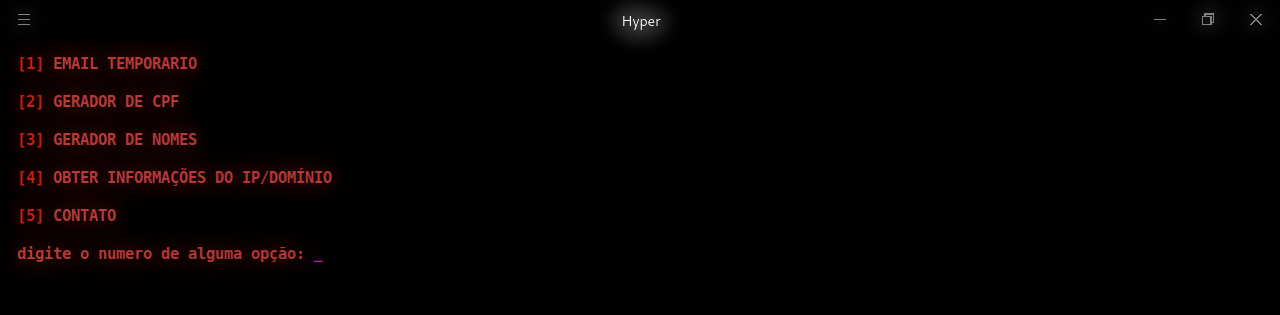 Hyper
[1] EMAIL TEMPORARIO
[2] GERADOR DE CPF
[3] GERADOR DE NOMES
[4] OBTER INFORMAÇÕES DO IP/DOMÍNIO
[5] CONTATO
digite o numero de alguma opção: _